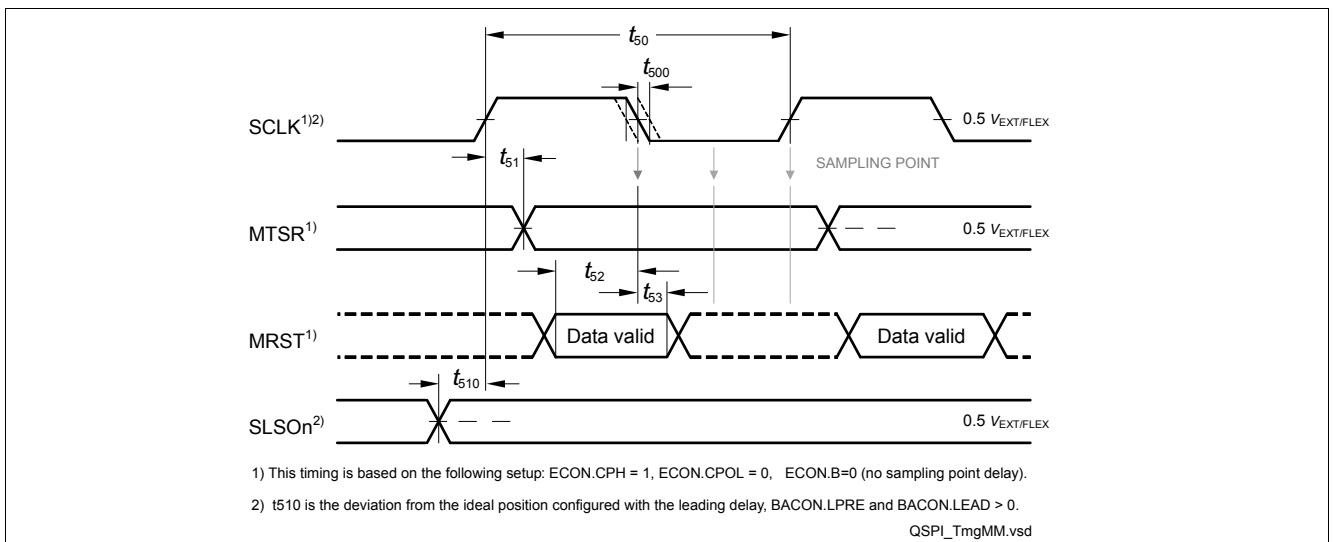 t50
t500
SCLK1)2)
0.5 VEXT/FLEX
t51
SAMPLING POINT
MTSR1)
0.5 VEXT/FLEX
t52
t53
MRST1)
Data valid
Data valid
t510
SLSOn2)
0.5 VEXT/FLEX
1) This timing is based on the following setup: ECON.CPH = 1, ECON.CPOL = 0, ECON.B=0 (no sampling point delay).
2) t510 is the deviation from the ideal position configured with the leading delay, BACON.LPRE and BACON.LEAD > 0.
QSPI_TmgMM.vsd